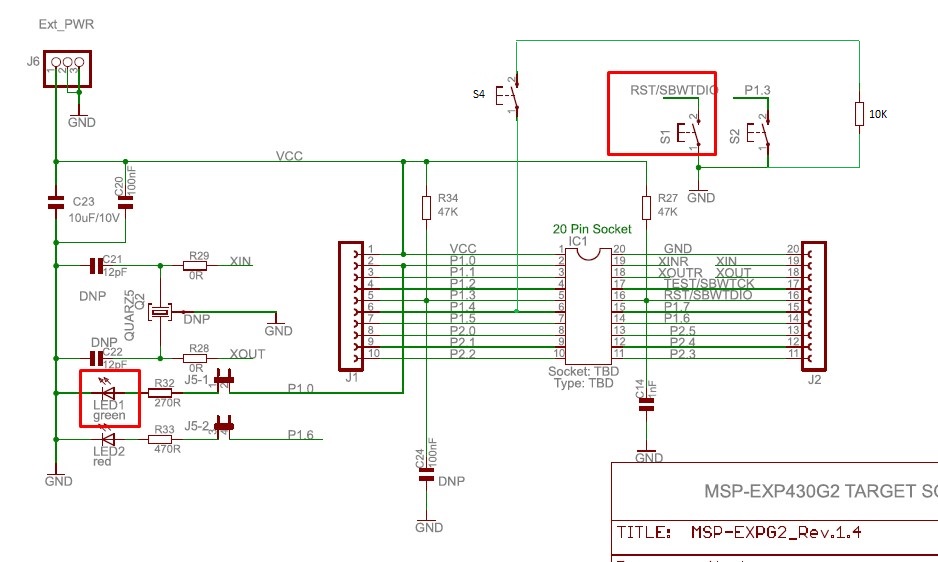 Ext_PWR
J6
1
2
3
GND
S4
2
1
RST/SBWTDIO
S1
2
1
P1.3
S2
2
1
10K
GND
VCC
C23
10uF/10V
C20
100nF
R34
47K
R27
47K
C21
12pF
R29
0R
XIN
DNP
QUARZ5
Q2
DNP
GND
DNP
C22
12pF
R28
0R
XOUT
20 Pin Socket
IC1
1 VCC 1 20 GND 20
2 P1.0 2 19 XINR XIN 19
3 P1.1 3 18 XOUTR XOUT 18
4 P1.2 4 17 TEST/SBWTCK 17
5 P1.3 5 16 RST/SBWTDIO 16
6 P1.4 6 15 P1.7 15
7 P1.5 7 14 P1.6 14
8 P2.0 8 13 P2.5 13
9 P2.1 9 12 P2.4 12
10 P2.2 10 11 P2.3 11
J1
J2
Socket: TBD
Type: TBD
LED1
green
R32
270R
J5-1
P1.0
LED2
red
R33
470R
J5-2
P1.6
GND
C24
100nF
DNP
GND
C14
1nF
GND
MSP-EXP430G2 TARGET SO
TITLE: MSP-EXPG2_Rev.1.4